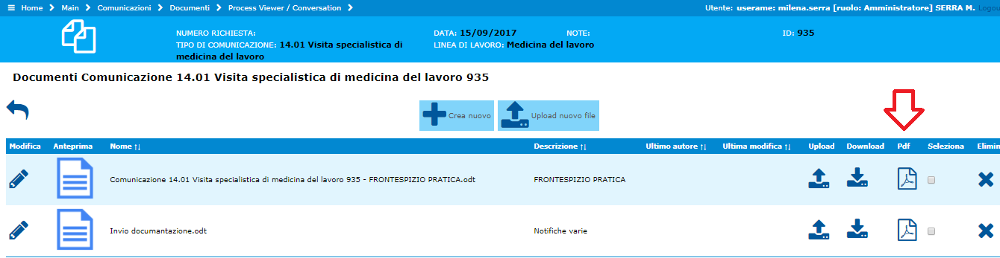 Home Main Comunicazioni Documenti Process Viewer / Conversation Utente: userame: milena.serra [ruolo: Amministratore] SERRA M. Logou
NUMERO RICHIESTA: DATA: 15/09/2017 NOTE: ID: 935
TIPO DI COMUNICAZIONE: 14.01 Visita specialistica di LINEA DI LAVORO: Medicina del lavoro
medicina del lavoro
Documenti Comunicazione 14.01 Visita specialistica di medicina del lavoro 935
Crea nuovo Upload nuovo file
Modifica Anteprima Nome Descrizione Ultimo autore Ultima modifica Upload Download Pdf Seleziona Elimin
Comunicazione 14.01 Visita specialistica di medicina del lavoro 935 - FRONTESPIZIO PRATICA.odt FRONTESPIZIO PRATICA
Invio documantazione.odt Notifiche varie